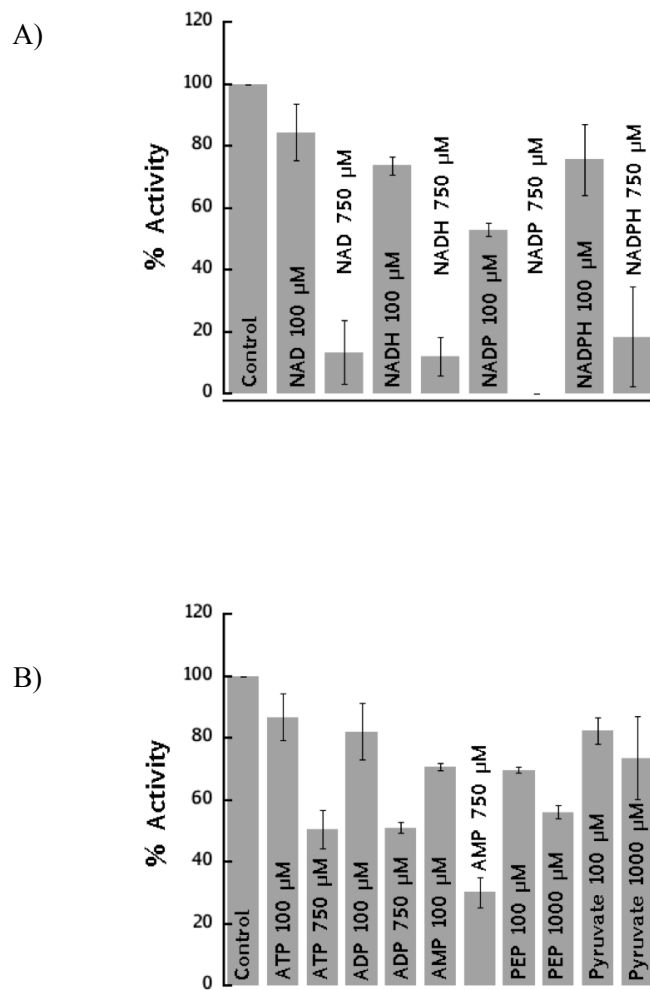 A)
% Activity
120
100
80
60
40
20
0
Control
NAD 100 µM
NAD 750 µM
NADH 100 µM
NADH 750 µM
NADP 100 µM
NADP 750 µM
NADPH 100 µM
NADPH 750 µM
B)
% Activity
120
100
80
60
40
20
0
Control
ATP 100 µM
ATP 750 µM
ADP 100 µM
ADP 750 µM
AMP 100 µM
AMP 750 µM
PEP 100 µM
PEP 1000 µM
Pyruvate 100 µM
Pyruvate 1000 µM